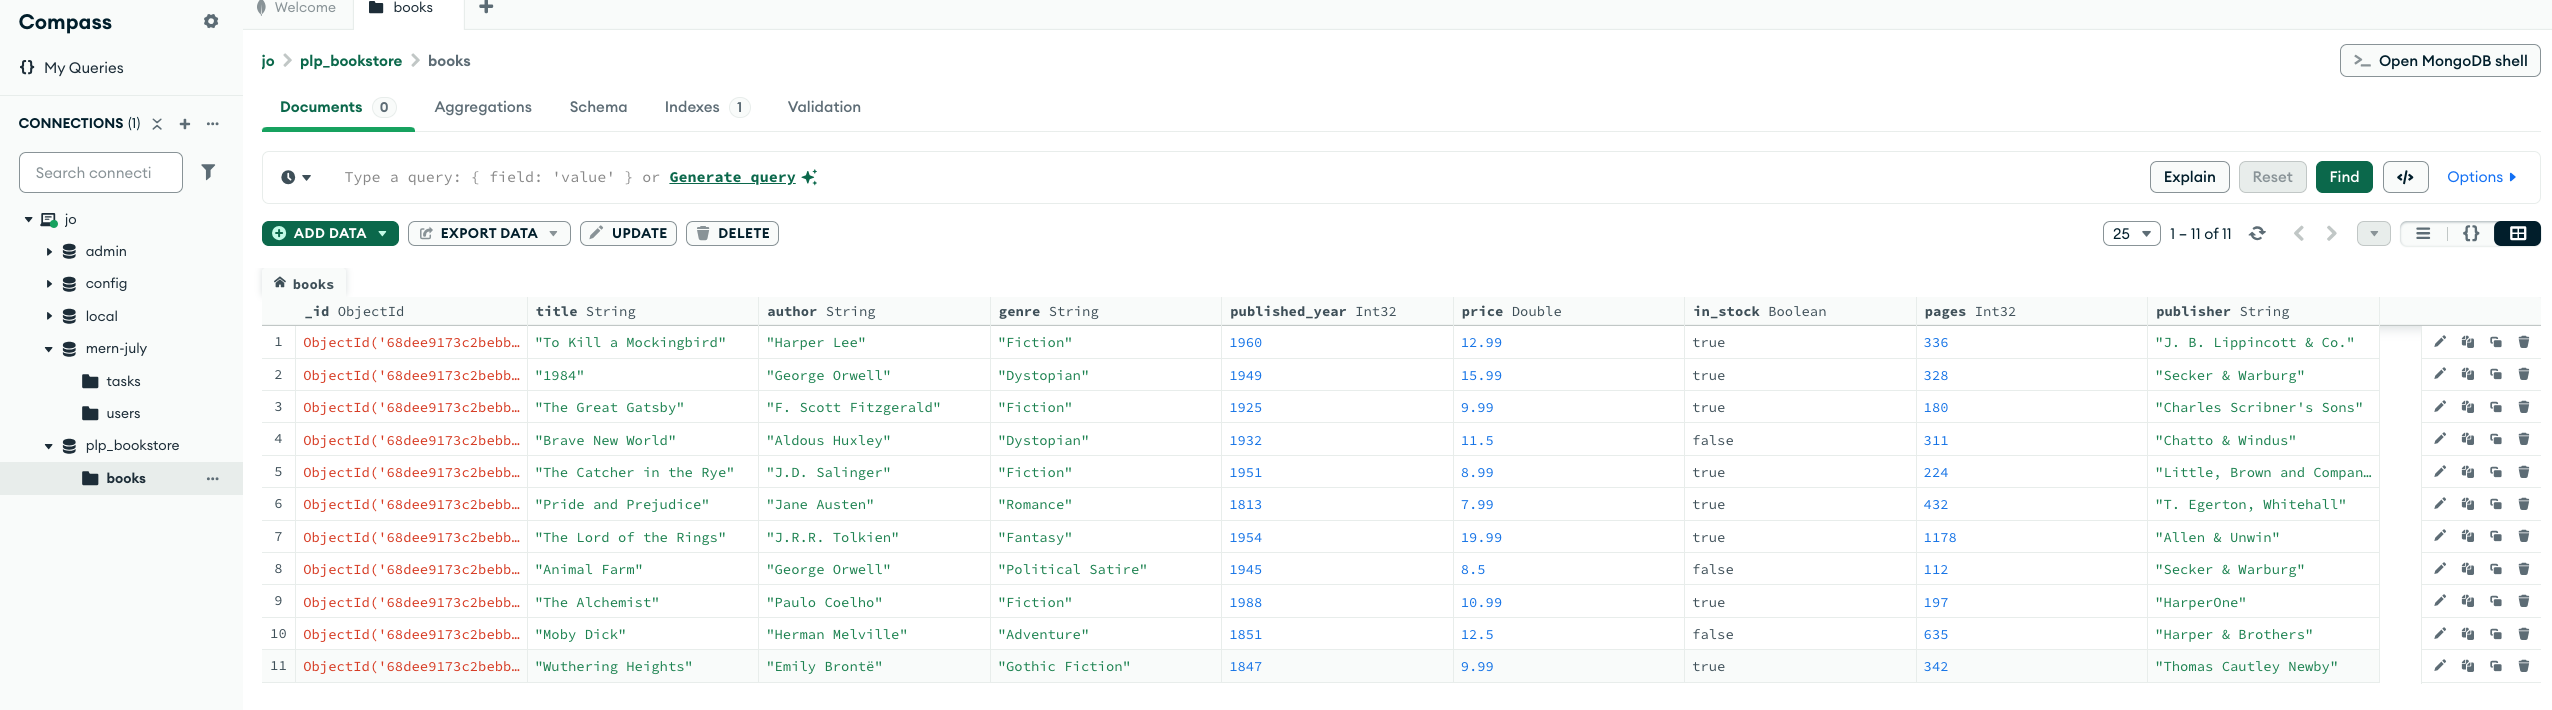 Compass
My Queries
CONNECTIONS (1)
Search connecti
jo
admin
config
local
mern-july
tasks
users
plp_bookstore
books
Welcome
books
jo > plp_bookstore > books
>_ Open MongoDB shell
Documents 0 Aggregations Schema Indexes 1 Validation
Type a query: { field: 'value' } or Generate query
Explain Reset Find </> Options
ADD DATA EXPORT DATA UPDATE DELETE
25 1 – 11 of 11
books
_id ObjectId title String author String genre String published_year Int32 price Double in_stock Boolean pages Int32 publisher String
1 ObjectId('68dee9173c2bebb… "To Kill a Mockingbird" "Harper Lee" "Fiction" 1960 12.99 true 336 "J. B. Lippincott & Co."
2 ObjectId('68dee9173c2bebb… "1984" "George Orwell" "Dystopian" 1949 15.99 true 328 "Secker & Warburg"
3 ObjectId('68dee9173c2bebb… "The Great Gatsby" "F. Scott Fitzgerald" "Fiction" 1925 9.99 true 180 "Charles Scribner's Sons"
4 ObjectId('68dee9173c2bebb… "Brave New World" "Aldous Huxley" "Dystopian" 1932 11.5 false 311 "Chatto & Windus"
5 ObjectId('68dee9173c2bebb… "The Catcher in the Rye" "J.D. Salinger" "Fiction" 1951 8.99 true 224 "Little, Brown and Compan…
6 ObjectId('68dee9173c2bebb… "Pride and Prejudice" "Jane Austen" "Romance" 1813 7.99 true 432 "T. Egerton, Whitehall"
7 ObjectId('68dee9173c2bebb… "The Lord of the Rings" "J.R.R. Tolkien" "Fantasy" 1954 19.99 true 1178 "Allen & Unwin"
8 ObjectId('68dee9173c2bebb… "Animal Farm" "George Orwell" "Political Satire" 1945 8.5 false 112 "Secker & Warburg"
9 ObjectId('68dee9173c2bebb… "The Alchemist" "Paulo Coelho" "Fiction" 1988 10.99 true 197 "HarperOne"
10 ObjectId('68dee9173c2bebb… "Moby Dick" "Herman Melville" "Adventure" 1851 12.5 false 635 "Harper & Brothers"
11 ObjectId('68dee9173c2bebb… "Wuthering Heights" "Emily Brontë" "Gothic Fiction" 1847 9.99 true 342 "Thomas Cautley Newby"